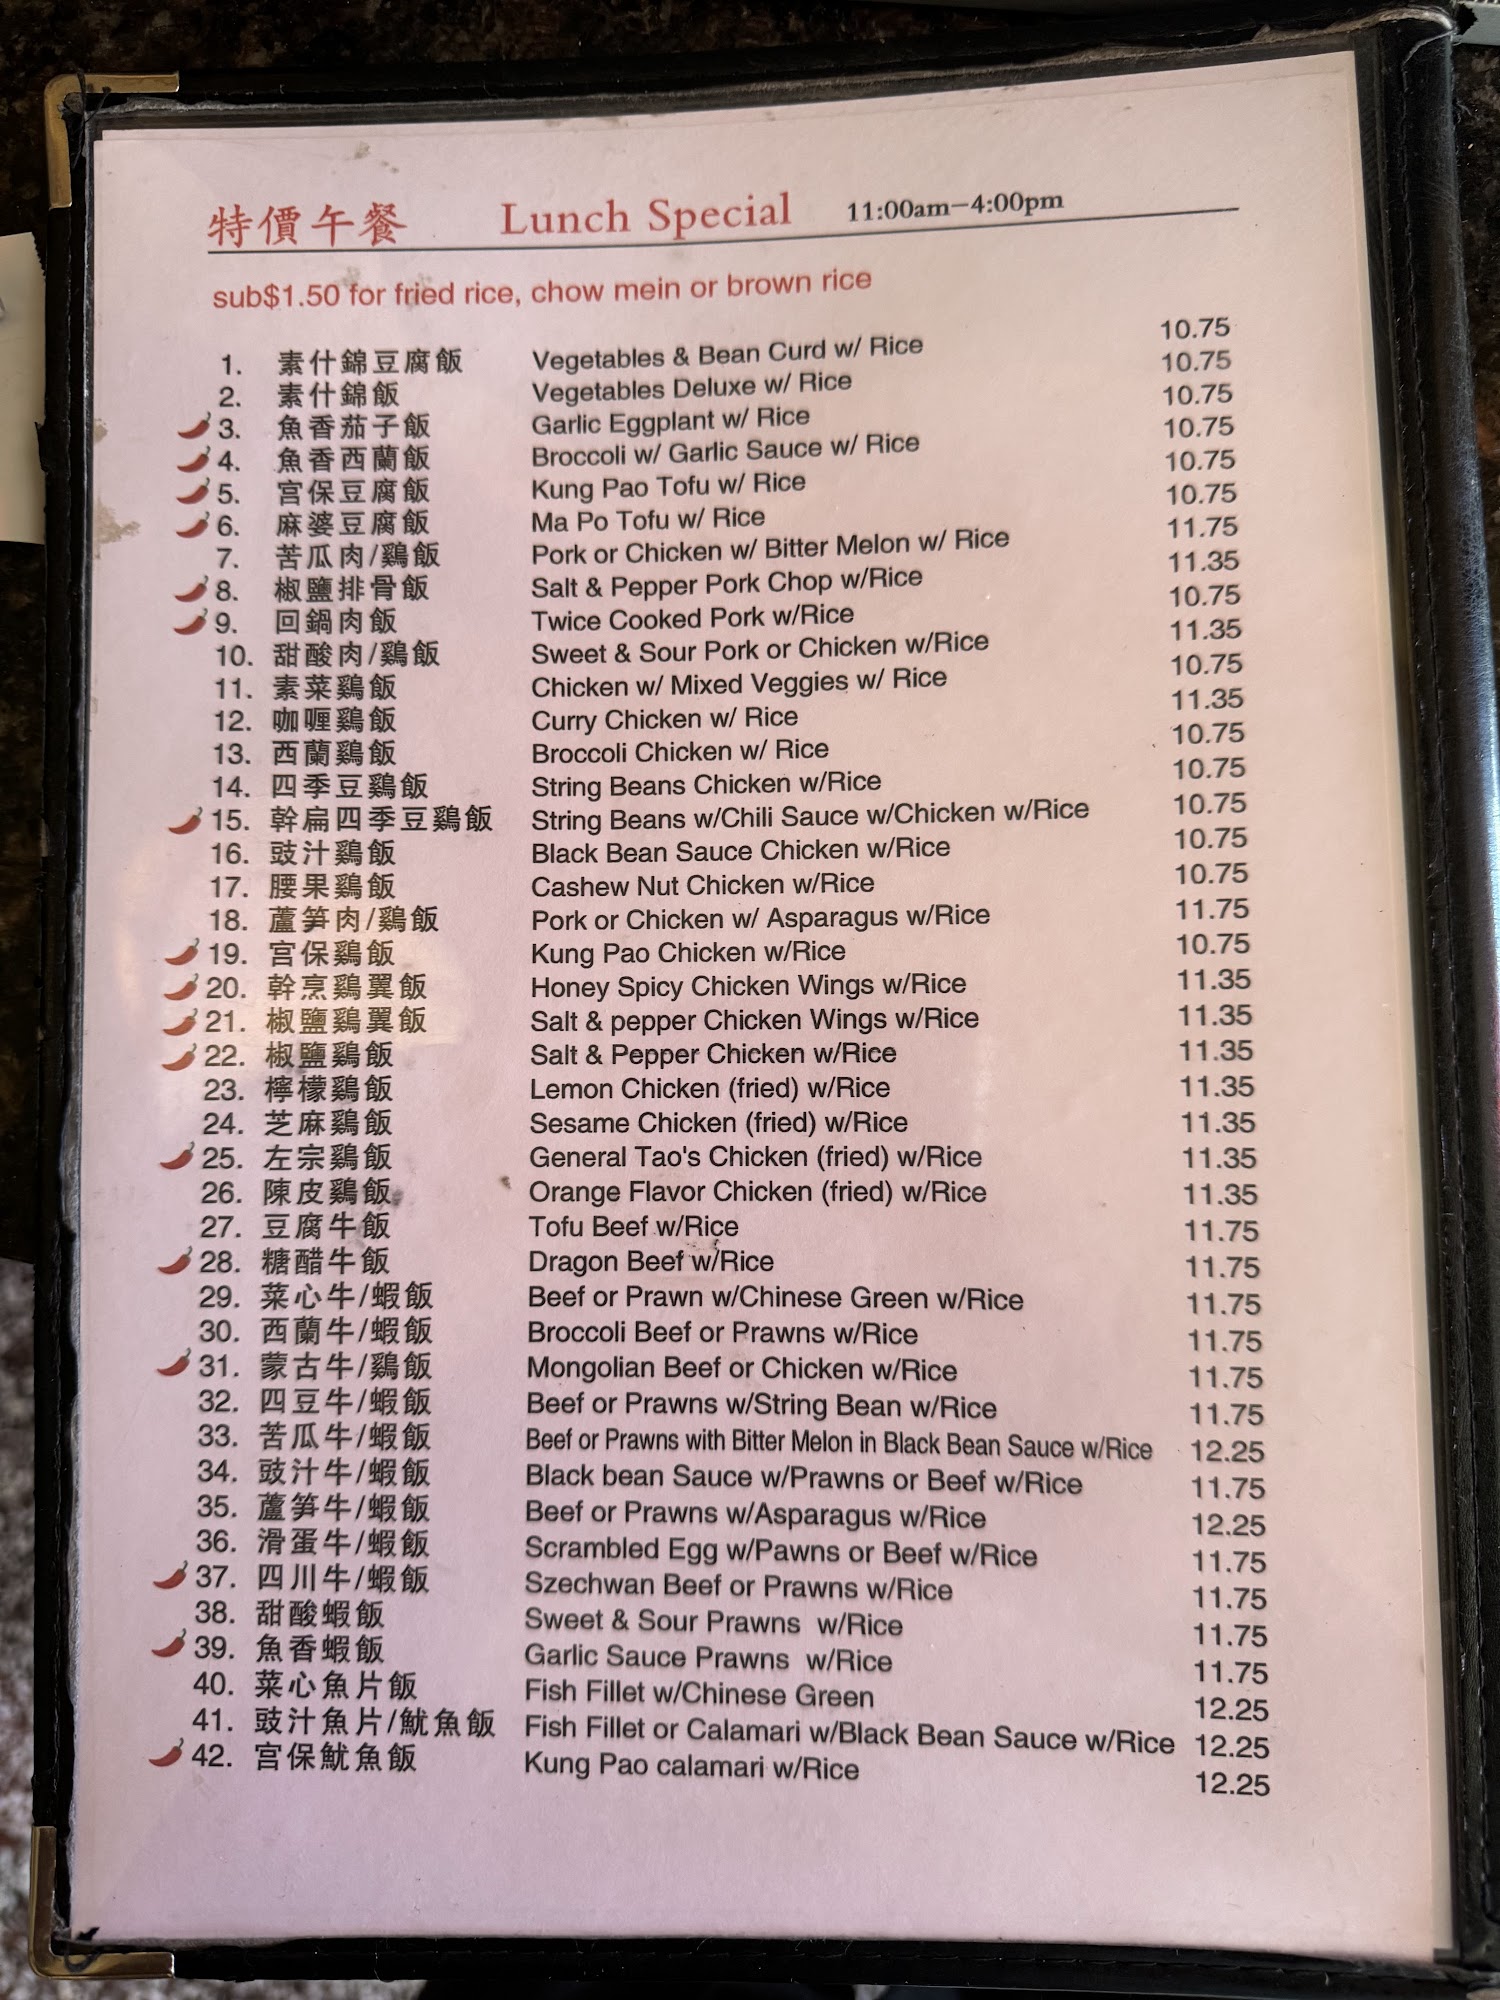 特價午餐 Lunch Special 11:00am-4:00pm
sub$1.50 for fried rice, chow mein or brown rice
1. 素什錦豆腐飯 Vegetables & Bean Curd w/ Rice 10.75
2. 素什錦飯 Vegetables Deluxe w/ Rice 10.75
3. 魚香茄子飯 Garlic Eggplant w/ Rice 10.75
4. 魚香西蘭飯 Broccoli w/ Garlic Sauce w/ Rice 10.75
5. 宫保豆腐飯 Kung Pao Tofu w/ Rice 10.75
6. 麻婆豆腐飯 Ma Po Tofu w/ Rice 10.75
7. 苦瓜肉/鷄飯 Pork or Chicken w/ Bitter Melon w/ Rice 11.75
8. 椒鹽排骨飯 Salt & Pepper Pork Chop w/Rice 11.35
9. 回鍋肉飯 Twice Cooked Pork w/Rice 10.75
10. 甜酸肉/鷄飯 Sweet & Sour Pork or Chicken w/Rice 11.35
11. 素菜鷄飯 Chicken w/ Mixed Veggies w/ Rice 10.75
12. 咖喱鷄飯 Curry Chicken w/ Rice 11.35
13. 西蘭鷄飯 Broccoli Chicken w/ Rice 10.75
14. 四季豆鷄飯 String Beans Chicken w/Rice 10.75
15. 幹扁四季豆鷄飯 String Beans w/Chili Sauce w/Chicken w/Rice 10.75
16. 豉汁鷄飯 Black Bean Sauce Chicken w/Rice 10.75
17. 腰果鷄飯 Cashew Nut Chicken w/Rice 10.75
18. 蘆笋肉/鷄飯 Pork or Chicken w/ Asparagus w/Rice 11.75
19. 宫保鷄飯 Kung Pao Chicken w/Rice 10.75
20. 幹烹鷄翼飯 Honey Spicy Chicken Wings w/Rice 11.35
21. 椒鹽鷄翼飯 Salt & pepper Chicken Wings w/Rice 11.35
22. 椒鹽鷄飯 Salt & Pepper Chicken w/Rice 11.35
23. 檸檬鷄飯 Lemon Chicken (fried) w/Rice 11.35
24. 芝麻鷄飯 Sesame Chicken (fried) w/Rice 11.35
25. 左宗鷄飯 General Tao's Chicken (fried) w/Rice 11.35
26. 陳皮鷄飯 Orange Flavor Chicken (fried) w/Rice 11.35
27. 豆腐牛飯 Tofu Beef w/Rice 11.75
28. 糖醋牛飯 Dragon Beef w/Rice 11.75
29. 菜心牛/蝦飯 Beef or Prawn w/Chinese Green w/Rice 11.75
30. 西蘭牛/蝦飯 Broccoli Beef or Prawns w/Rice 11.75
31. 蒙古牛/鷄飯 Mongolian Beef or Chicken w/Rice 11.75
32. 四豆牛/蝦飯 Beef or Prawns w/String Bean w/Rice 11.75
33. 苦瓜牛/蝦飯 Beef or Prawns with Bitter Melon in Black Bean Sauce w/Rice 12.25
34. 豉汁牛/蝦飯 Black bean Sauce w/Prawns or Beef w/Rice 11.75
35. 蘆笋牛/蝦飯 Beef or Prawns w/Asparagus w/Rice 12.25
36. 滑蛋牛/蝦飯 Scrambled Egg w/Pawns or Beef w/Rice 11.75
37. 四川牛/蝦飯 Szechwan Beef or Prawns w/Rice 11.75
38. 甜酸蝦飯 Sweet & Sour Prawns w/Rice 11.75
39. 魚香蝦飯 Garlic Sauce Prawns w/Rice 11.75
40. 菜心魚片飯 Fish Fillet w/Chinese Green 12.25
41. 豉汁魚片/魷魚飯 Fish Fillet or Calamari w/Black Bean Sauce w/Rice 12.25
42. 宫保魷魚飯 Kung Pao calamari w/Rice 12.25